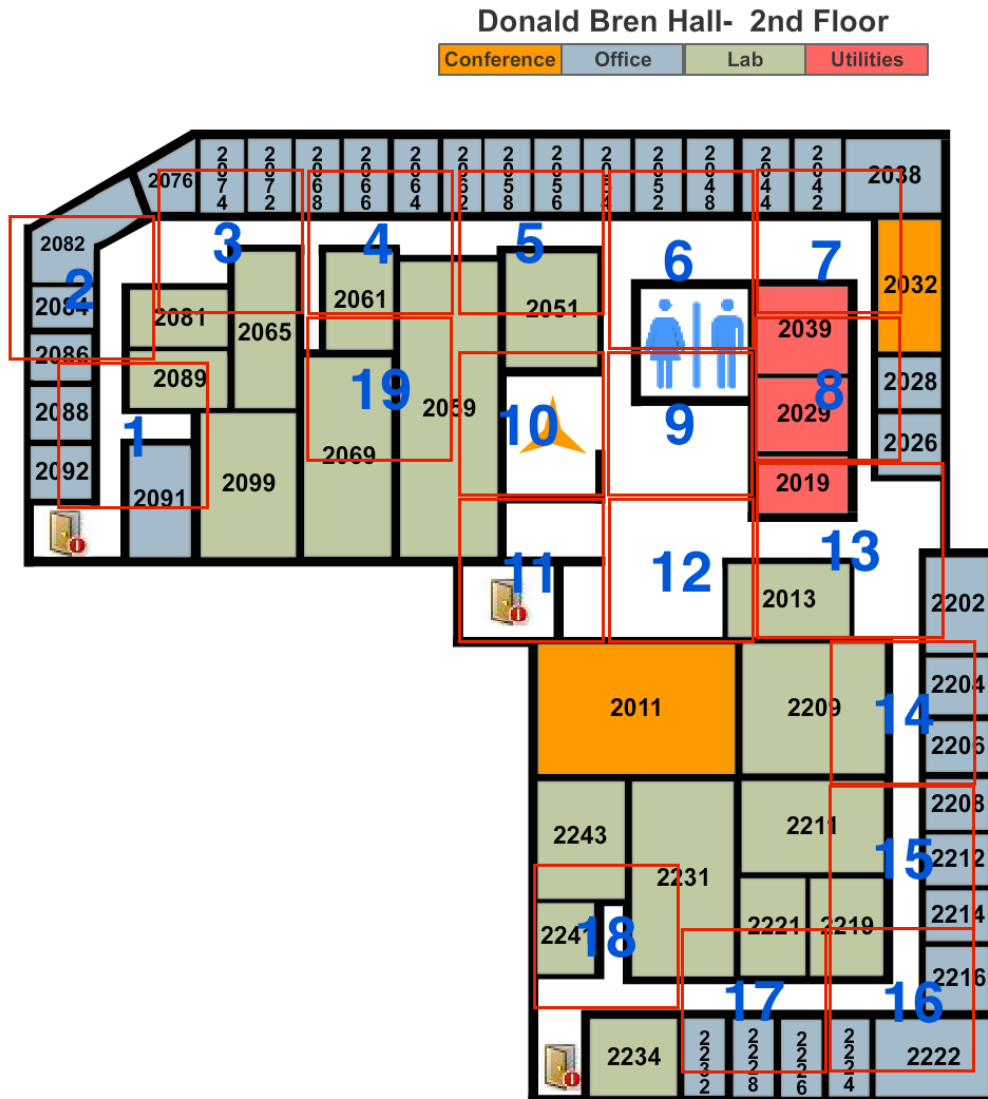 Donald Bren Hall-  2nd Floor
Conference Office Lab Utilities
2076 2074 2072 2068 2066 2064 2062 2058 2056 2054 2052 2048 2044 2042 2038
2082 3 4 5 6 7
2 2084 2081 2065 2061 2051 2032
2039
2086 2089 19 2059 2028
2088 1 10 9 2029 8 2026
2092 2091 2099 2069 2019
11 12 13
2013 2202
2011 2209 14 2204
2206
2208
2243 2211 15 2212
2231
2241 18 2221 2219 2214
17 16 2216
2234 2232 2228 2226 2224 2222